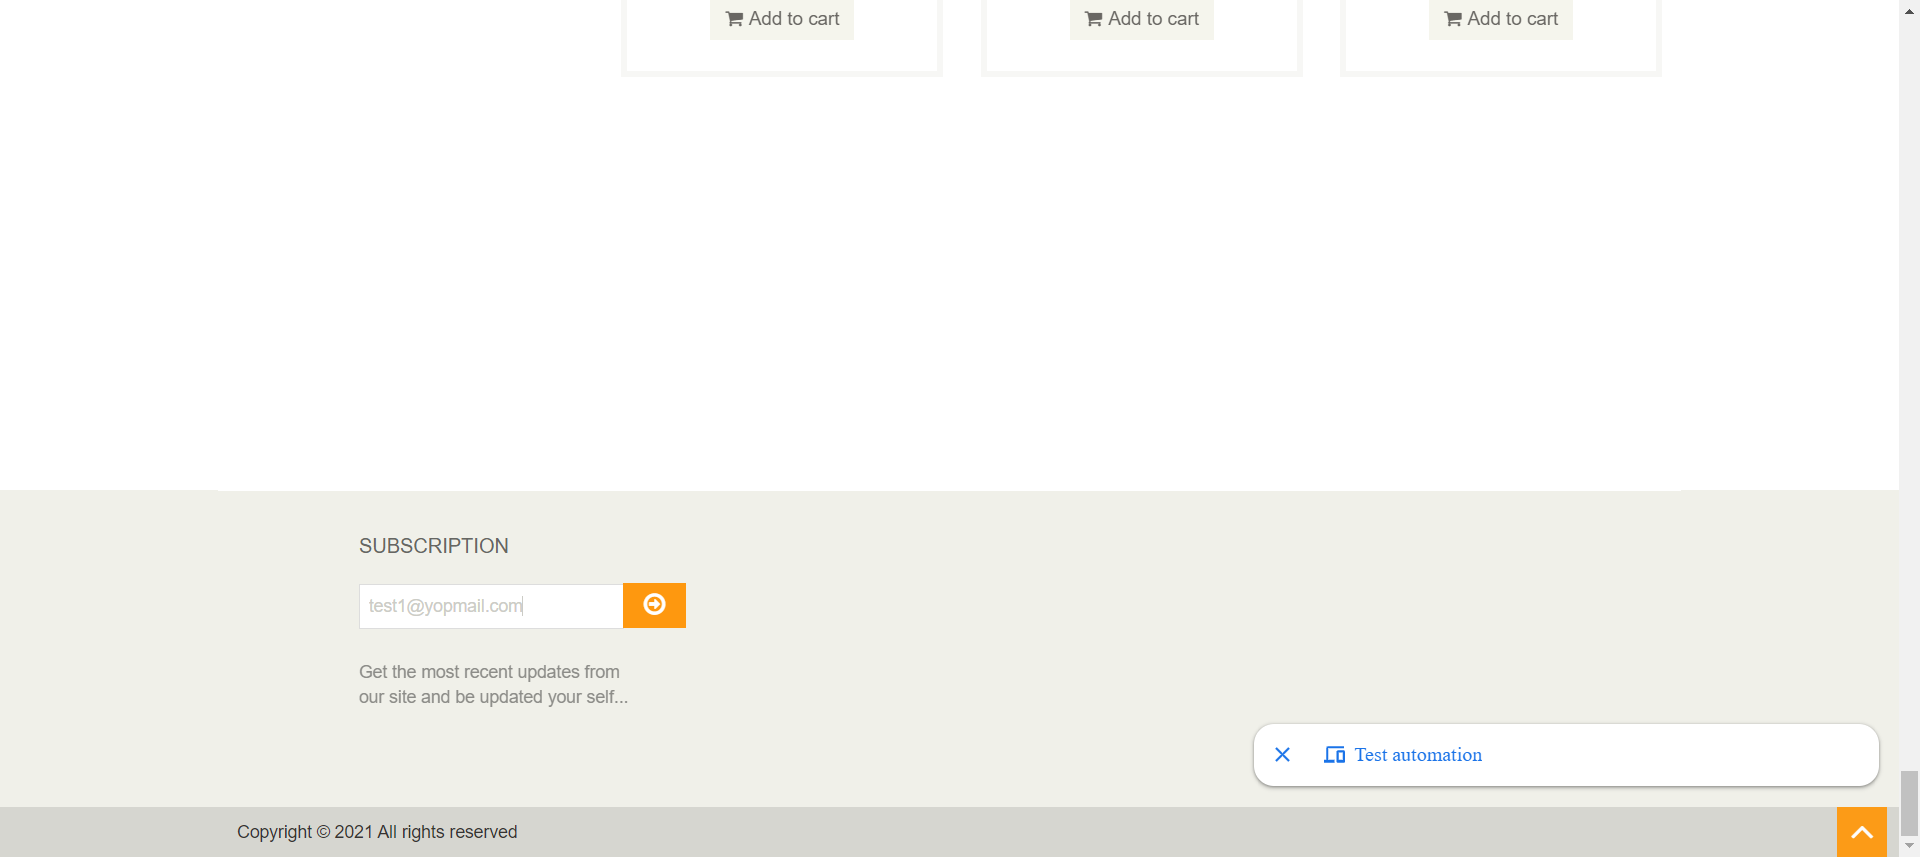 Add to cart
Add to cart
Add to cart
SUBSCRIPTION
test1@yopmail.com
Get the most recent updates from
our site and be updated your self...
Test automation
Copyright © 2021 All rights reserved